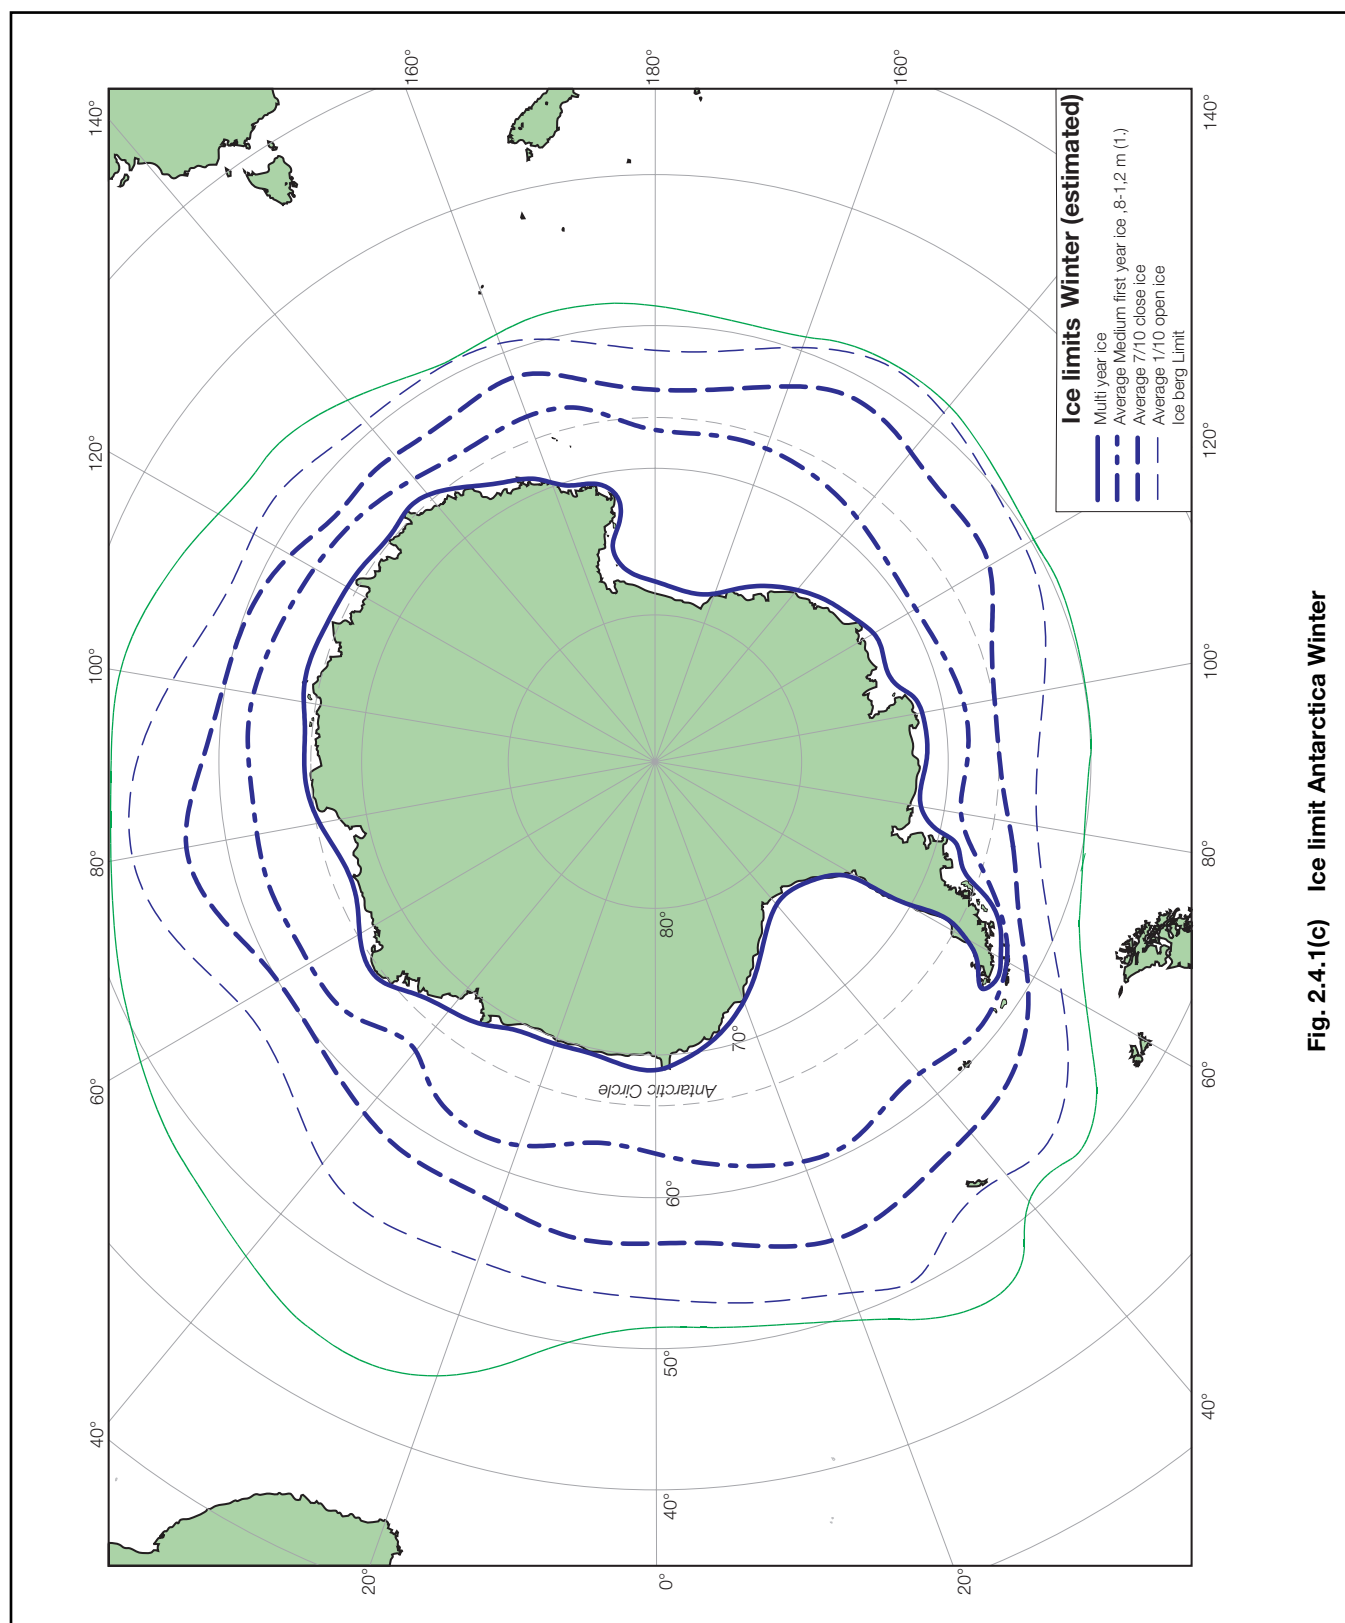 160°
180°
160°
140°
140°
120°
120°
100°
100°
80°
80°
60°
60°
40°
40°
20°
0°
20°
80°
70°
60°
50°
40°
Antarctic Circle
Ice limits Winter (estimated)
Multi year ice
Average Medium first year ice ,8-1,2 m (1.)
Average 7/10 close ice
Average 1/10 open ice
Ice berg Limit
Fig. 2.4.1(c) Ice limit Antarctica Winter